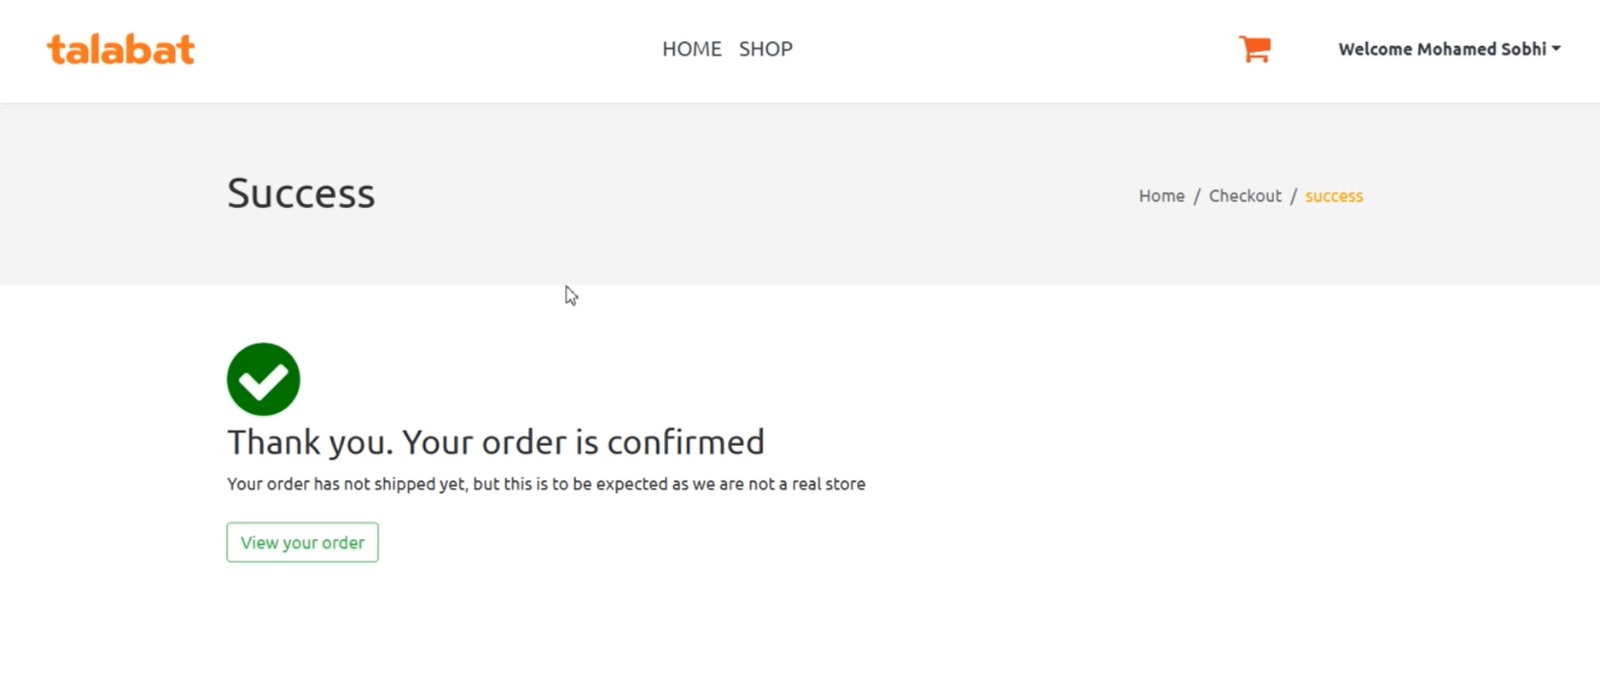 talabat
HOME SHOP
Welcome Mohamed Sobhi
Success
Home / Checkout / success
Thank you. Your order is confirmed
Your order has not shipped yet, but this is to be expected as we are not a real store
View your order